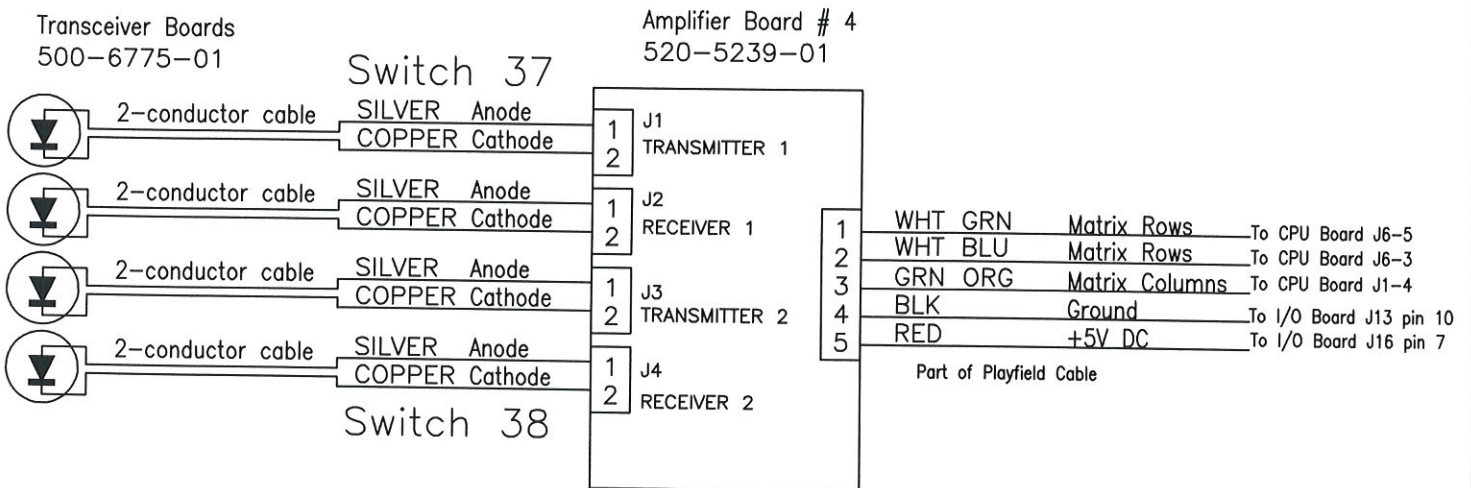 Transceiver Boards
500-6775-01
Amplifier Board # 4
520-5239-01
Switch 37
2-conductor cable SILVER Anode
COPPER Cathode
1 J1
2 TRANSMITTER 1
2-conductor cable SILVER Anode
COPPER Cathode
1 J2
2 RECEIVER 1
2-conductor cable SILVER Anode
COPPER Cathode
1 J3
2 TRANSMITTER 2
2-conductor cable SILVER Anode
COPPER Cathode
1 J4
2 RECEIVER 2
Switch 38
1 WHT GRN Matrix Rows To CPU Board J6-5
2 WHT BLU Matrix Rows To CPU Board J6-3
3 GRN ORG Matrix Columns To CPU Board J1-4
4 BLK Ground To I/O Board J13 pin 10
5 RED +5V DC To I/O Board J16 pin 7
Part of Playfield Cable